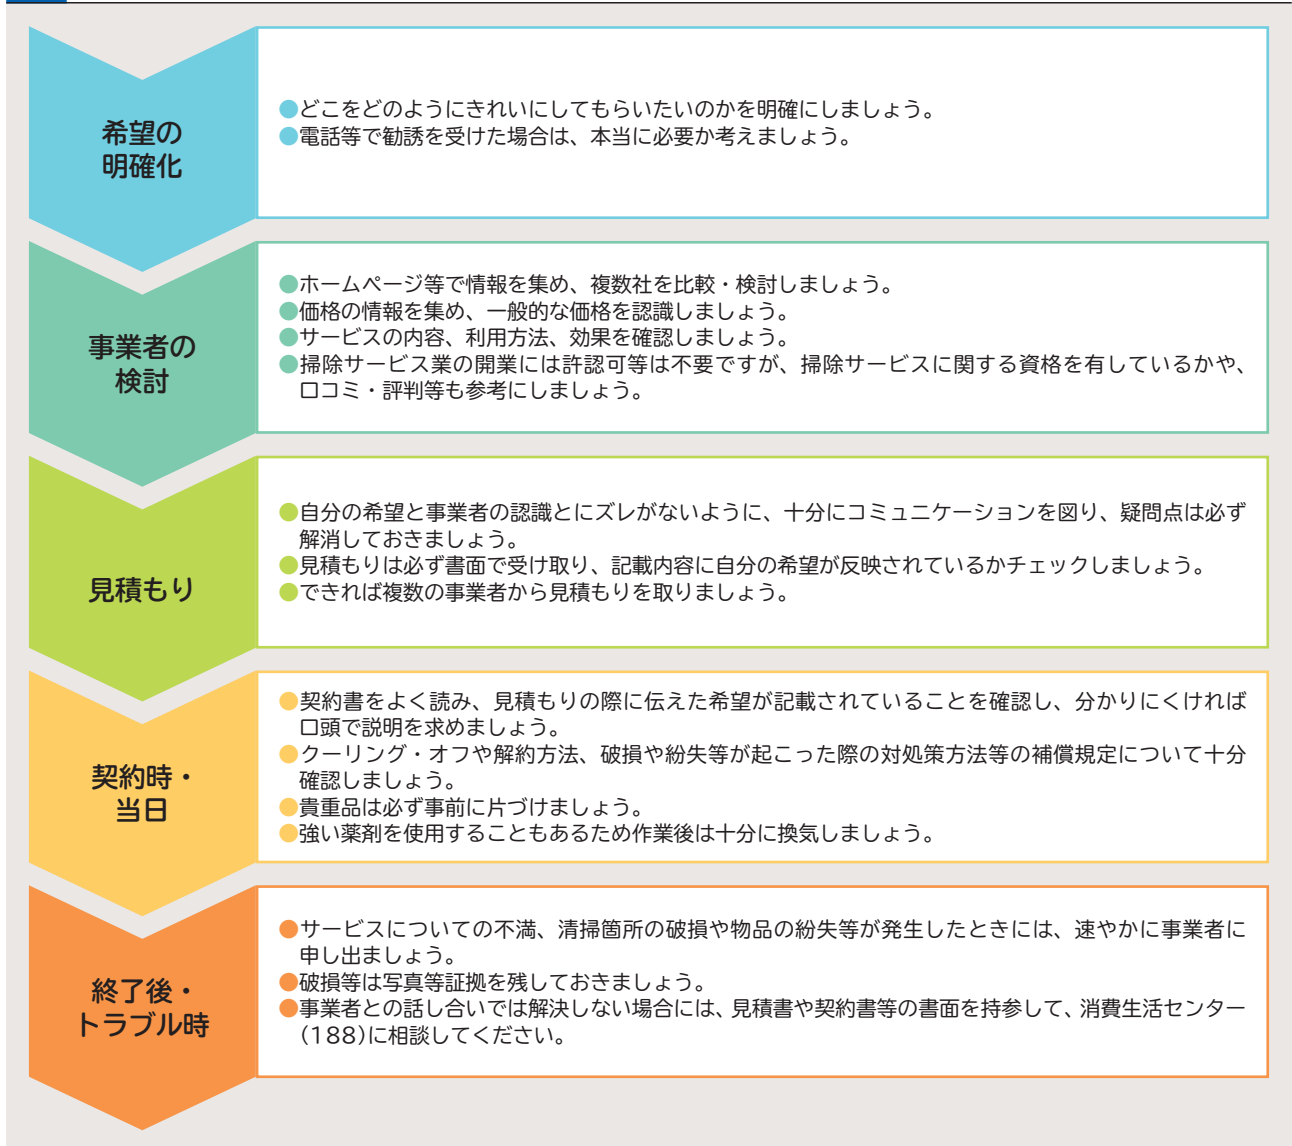 希望の
明確化
●どこをどのようにきれいにしてもらいたいのかを明確にしましょう。
●電話等で勧誘を受けた場合は、本当に必要か考えましょう。
事業者の
検討
●ホームページ等で情報を集め、複数社を比較・検討しましょう。
●価格の情報を集め、一般的な価格を認識しましょう。
●サービスの内容、利用方法、効果を確認しましょう。
●掃除サービス業の開業には許認可等は不要ですが、掃除サービスに関する資格を有しているかや、
口コミ・評判等も参考にしましょう。
見積もり
●自分の希望と事業者の認識とにズレがないように、十分にコミュニケーションを図り、疑問点は必ず
解消しておきましょう。
●見積もりは必ず書面で受け取り、記載内容に自分の希望が反映されているかチェックしましょう。
●できれば複数の事業者から見積もりを取りましょう。
契約時・
当日
●契約書をよく読み、見積もりの際に伝えた希望が記載されていることを確認し、分かりにくければ
口頭で説明を求めましょう。
●クーリング・オフや解約方法、破損や紛失等が起こった際の対処策方法等の補償規定について十分
確認しましょう。
●貴重品は必ず事前に片づけましょう。
●強い薬剤を使用することもあるため作業後は十分に換気しましょう。
終了後・
トラブル時
●サービスについての不満、清掃箇所の破損や物品の紛失等が発生したときには、速やかに事業者に
申し出ましょう。
●破損等は写真等証拠を残しておきましょう。
●事業者との話し合いでは解決しない場合には、見積書や契約書等の書面を持参して、消費生活センター
(188)に相談してください。